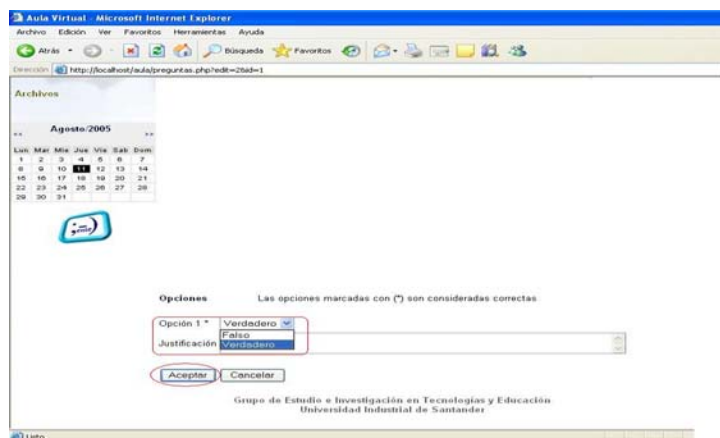 Aula Virtual - Microsoft Internet Explorer
Archivo Edición Ver Favoritos Herramientas Ayuda
Atrás Búsqueda Favoritos
Dirección http://localhost/aula/preguntas.php?edit=2&id=1
Archivos
<< Agosto/2005 >>
Lun Mar Mie Jue Vie Sab Dom
1 2 3 4 5 6 7
8 9 10 11 12 13 14
15 16 17 18 19 20 21
22 23 24 25 26 27 28
29 30 31
Opciones Las opciones marcadas con (*) son consideradas correctas
Opción 1 * Verdadero
Falso
Justificación Verdadero
Aceptar Cancelar
Grupo de Estudio e Investigación en Tecnologías y Educación
Universidad Industrial de Santander
Listo